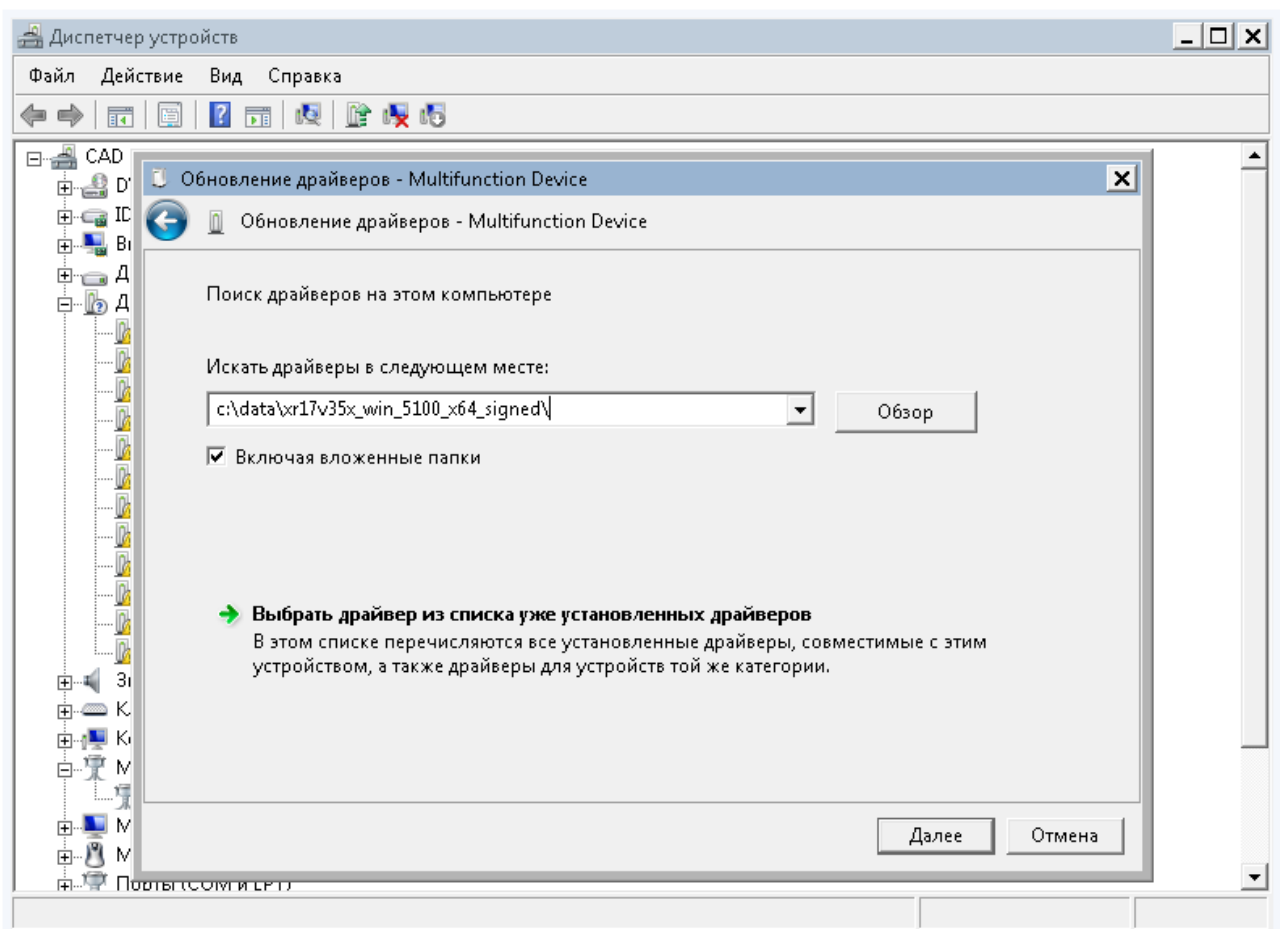 Диспетчер устройств
Файл Действие Вид Справка
CAD
Обновление драйверов - Multifunction Device
Обновление драйверов - Multifunction Device
Поиск драйверов на этом компьютере
Искать драйверы в следующем месте:
c:\data\xr17v35x_win_5100_x64_signed\
Обзор
Включая вложенные папки
Выбрать драйвер из списка уже установленных драйверов
В этом списке перечисляются все установленные драйверы, совместимые с этим
устройством, а также драйверы для устройств той же категории.
Далее Отмена
Порты (COM и LPT)